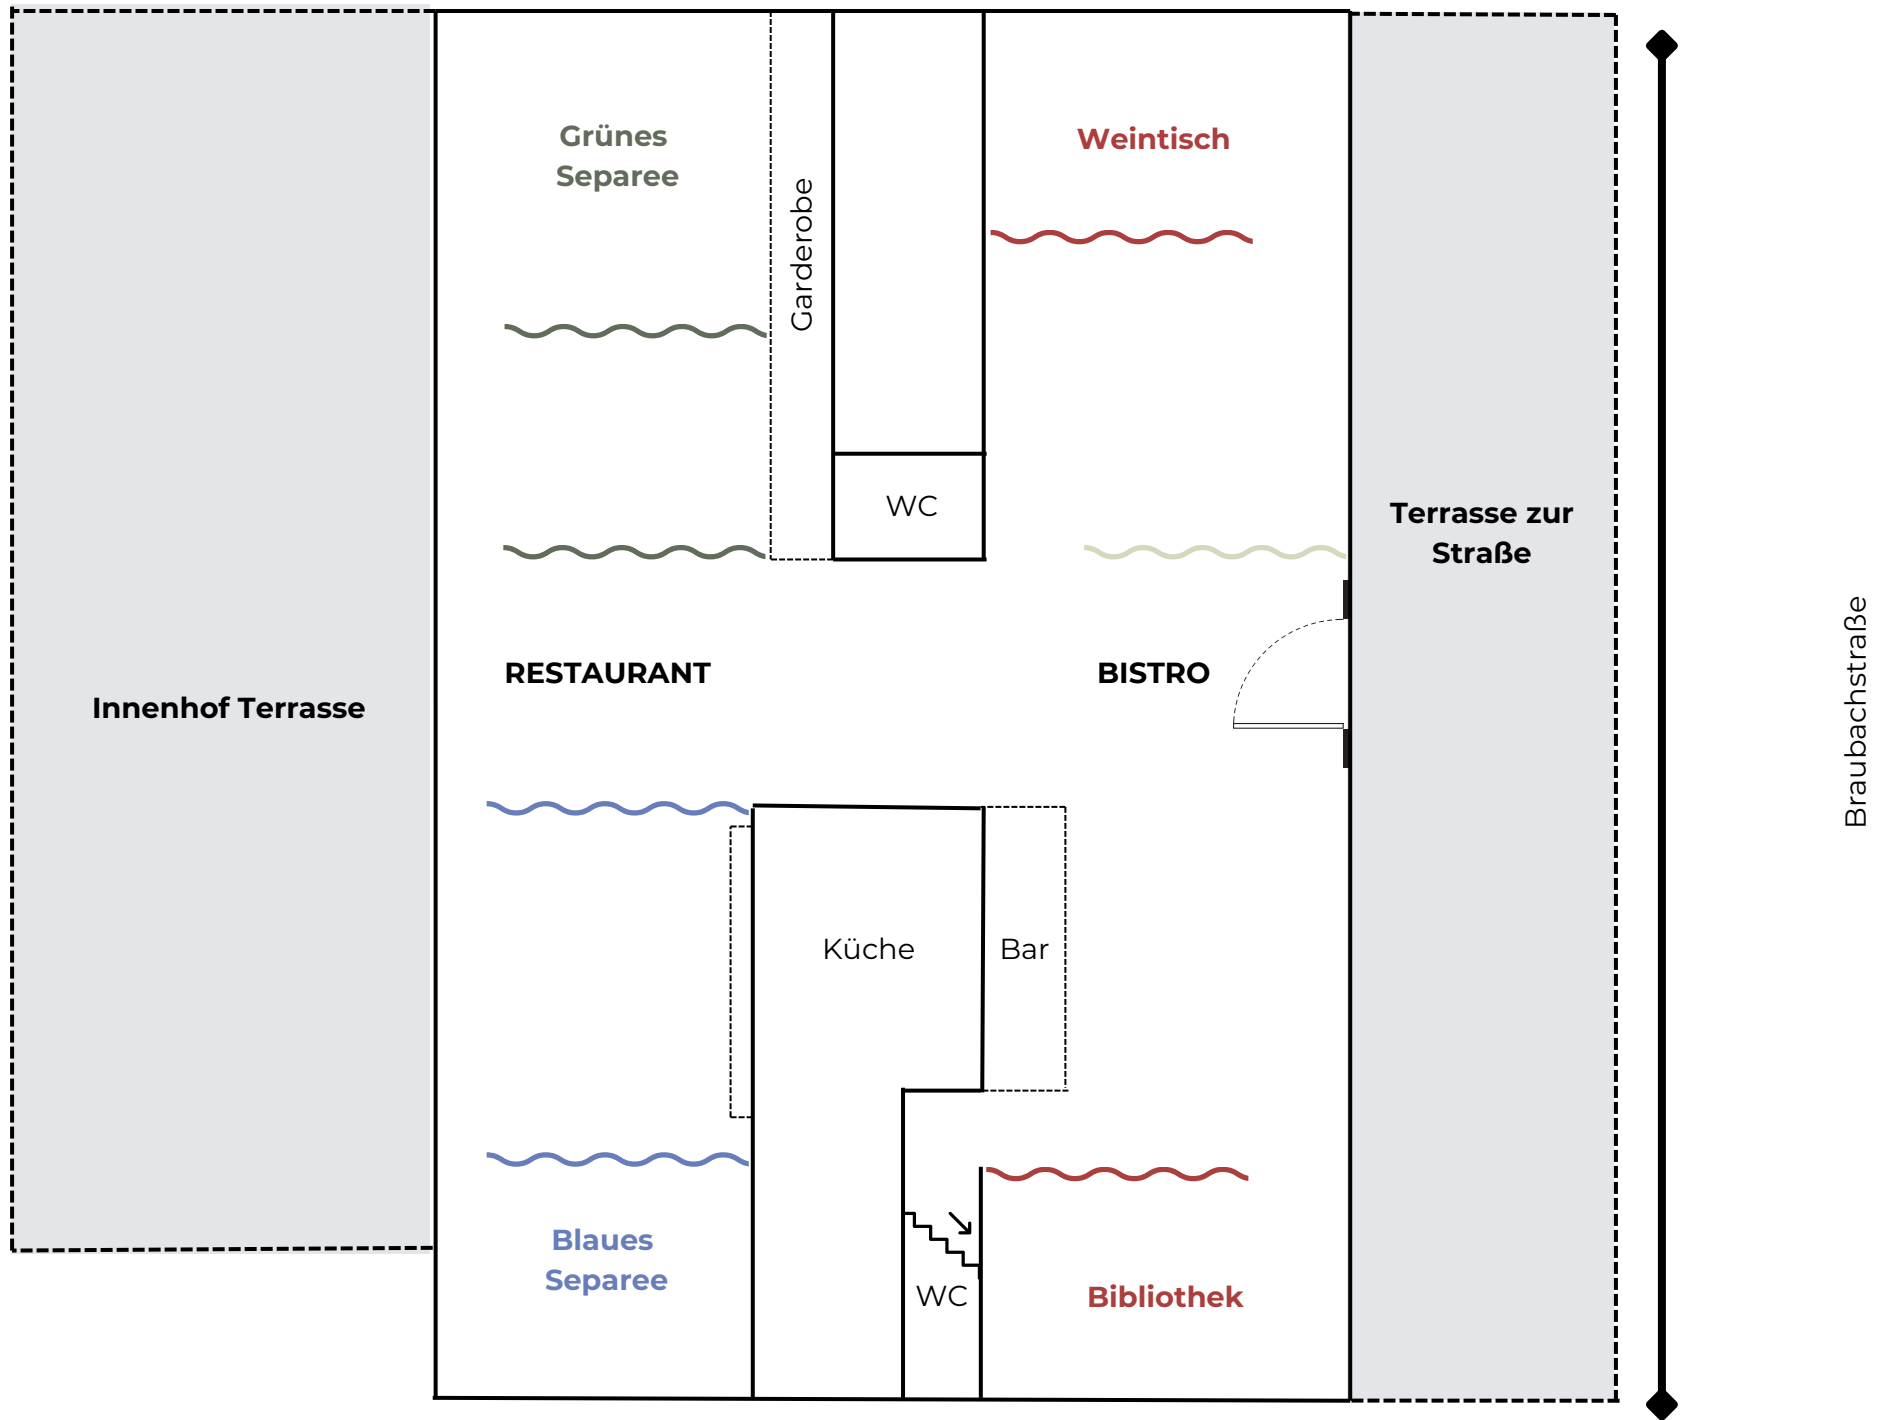 Grünes
Separee
Garderobe
Weintisch
WC
Terrasse zur
Straße
RESTAURANT
BISTRO
Innenhof Terrasse
Braubachstraße
Küche
Bar
Blaues
Separee
WC
Bibliothek